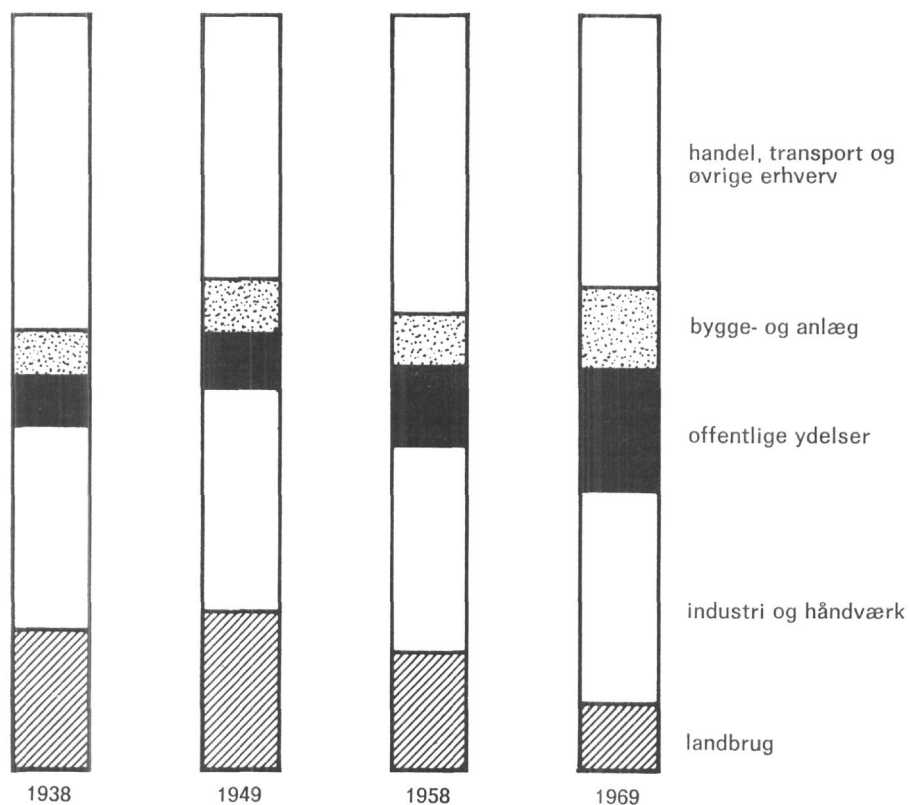 handel, transport og
øvrige erhverv
bygge- og anlæg
offentlige ydelser
industri og håndværk
landbrug
1938
1949
1958
1969